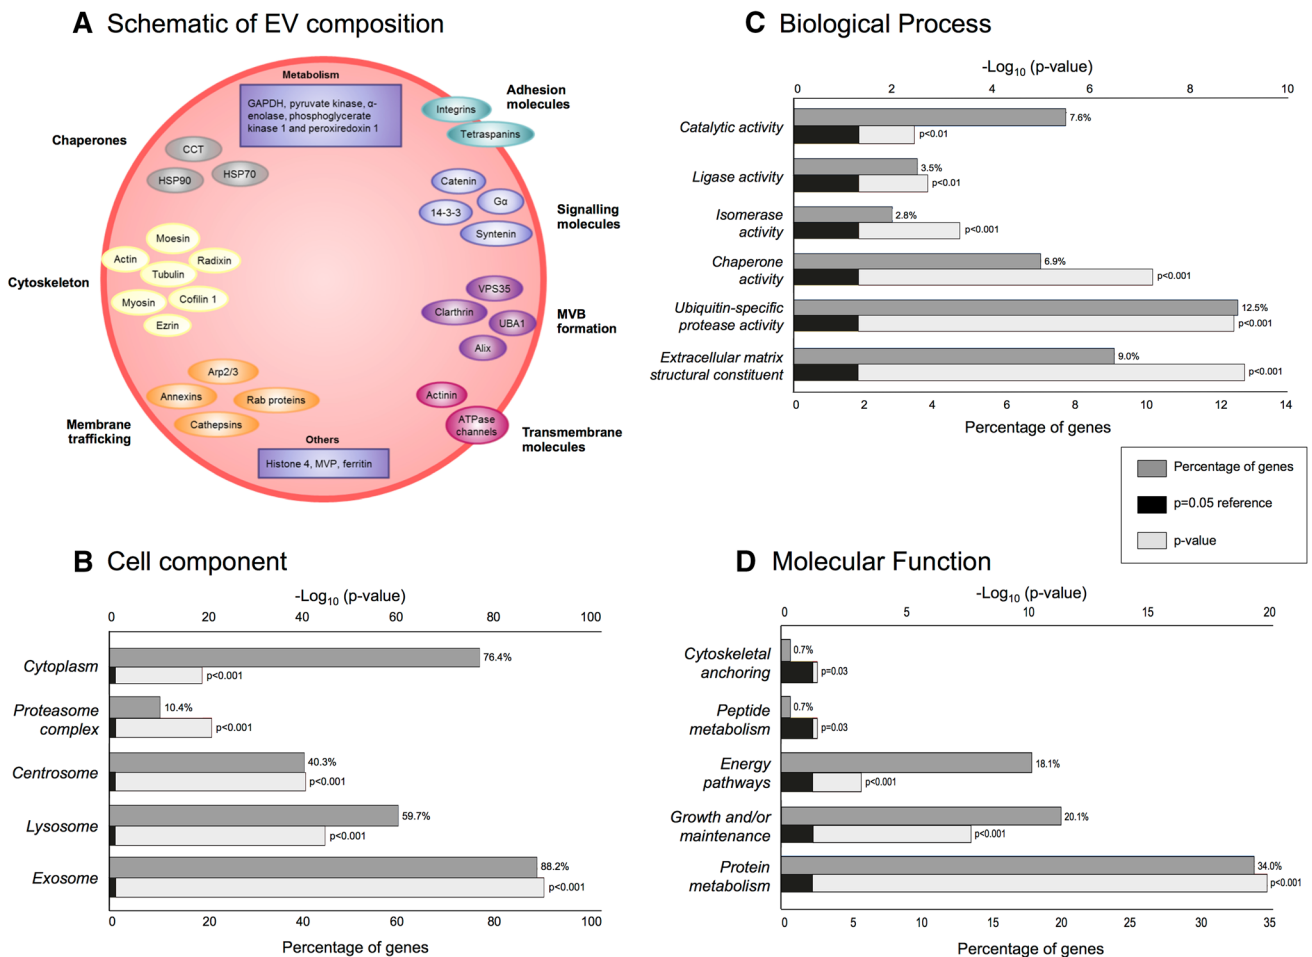 A Schematic of EV composition
Metabolism
GAPDH, pyruvate kinase, α-
enolase, phosphoglycerate
kinase 1 and peroxiredoxin 1
Adhesion
molecules
Integrins
Tetraspanins
Chaperones
CCT
HSP90
HSP70
Catenin
Gα
14-3-3
Syntenin
Signalling
molecules
Cytoskeleton
Moesin
Actin
Radixin
Tubulin
Myosin
Cofilin 1
Ezrin
VPS35
Clarthrin
UBA1
Alix
MVB
formation
Membrane
trafficking
Arp2/3
Annexins
Rab proteins
Cathepsins
Actinin
ATPase
channels
Transmembrane
molecules
Others
Histone 4, MVP, ferritin
B Cell component
-Log10 (p-value)
0 20 40 60 80 100
Cytoplasm
76.4%
p<0.001
Proteasome
complex
10.4%
p<0.001
Centrosome
40.3%
p<0.001
Lysosome
59.7%
p<0.001
Exosome
88.2%
p<0.001
0 20 40 60 80 100
Percentage of genes
C Biological Process
-Log10 (p-value)
0 2 4 6 8 10
Catalytic activity
7.6%
p<0.01
Ligase activity
3.5%
p<0.01
Isomerase
activity
2.8%
p<0.001
Chaperone
activity
6.9%
p<0.001
Ubiquitin-specific
protease activity
12.5%
p<0.001
Extracellular matrix
structural constituent
9.0%
p<0.001
0 2 4 6 8 10 12 14
Percentage of genes
Percentage of genes
p=0.05 reference
p-value
D Molecular Function
-Log10 (p-value)
0 5 10 15 20
Cytoskeletal
anchoring
0.7%
p=0.03
Peptide
metabolism
0.7%
p=0.03
Energy
pathways
18.1%
p<0.001
Growth and/or
maintenance
20.1%
p<0.001
Protein
metabolism
34.0%
p<0.001
0 5 10 15 20 25 30 35
Percentage of genes